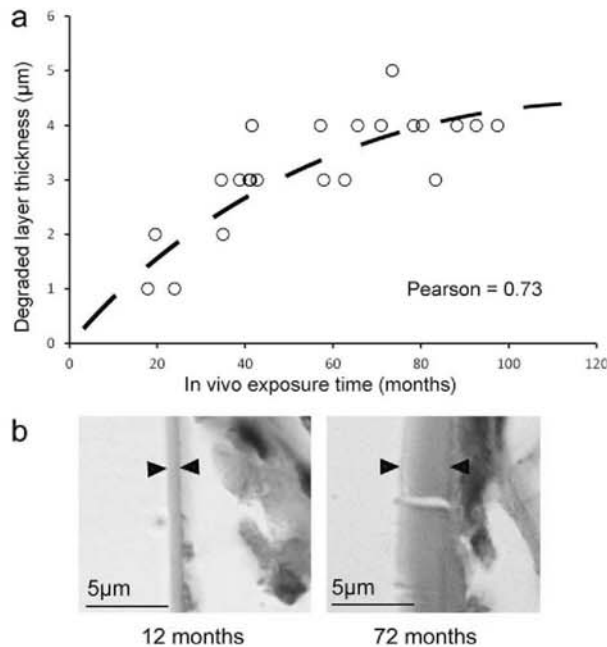 a
Degraded layer thickness (µm)
6
5
4
3
2
1
0
Pearson = 0.73
0 20 40 60 80 100 120
In vivo exposure time (months)
b
5µm
5µm
12 months
72 months